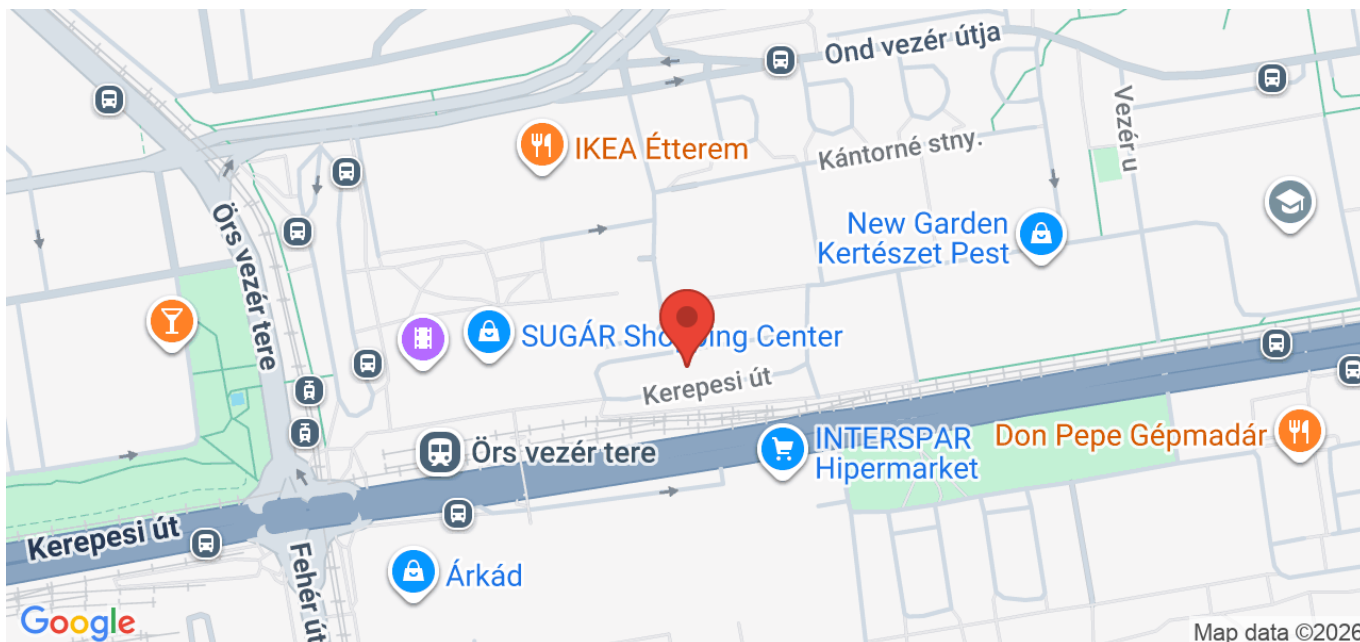 Ond vezér útja
Vezér u
IKEA Étterem
Kántorné stny.
Örs vezér tere
New Garden
Kertészet Pest
SUGÁR Shopping Center
Kerepesi út
Örs vezér tere
INTERSPAR
Hipermarket
Don Pepe Gépmadár
Kerepesi út
Fehér út
Árkád
Google
Map data ©2026